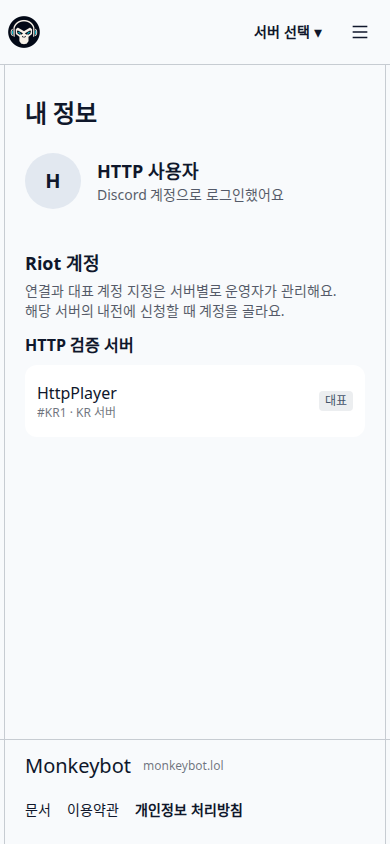 서버 선택 ▾
내 정보
H
HTTP 사용자
Discord 계정으로 로그인했어요
Riot 계정
연결과 대표 계정 지정은 서버별로 운영자가 관리해요.
해당 서버의 내전에 신청할 때 계정을 골라요.
HTTP 검증 서버
HttpPlayer
#KR1 · KR 서버
대표
Monkeybot monkeybot.lol
문서 이용약관 개인정보 처리방침